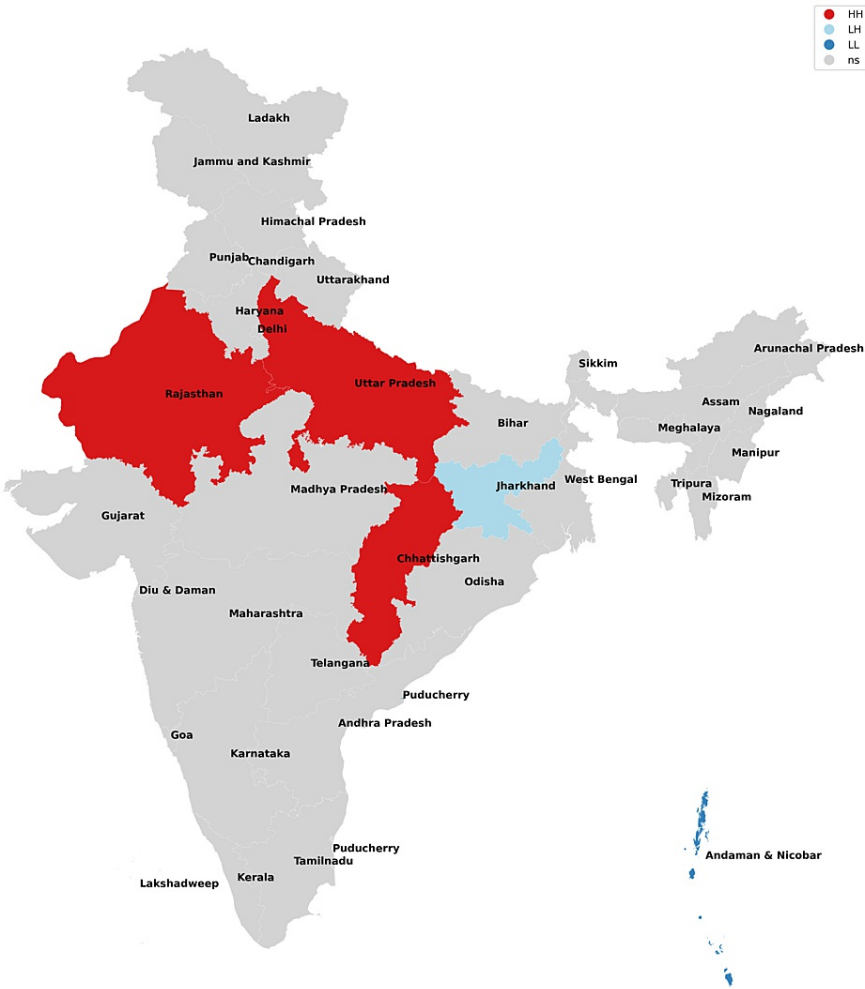 HH
LH
LL
ns
Ladakh
Jammu and Kashmir
Himachal Pradesh
Punjab
Chandigarh
Uttarakhand
Haryana
Delhi
Arunachal Pradesh
Sikkim
Rajasthan
Uttar Pradesh
Assam
Nagaland
Bihar
Meghalaya
Manipur
West Bengal
Tripura
Jharkhand
Madhya Pradesh
Mizoram
Gujarat
Chhattishgarh
Odisha
Diu & Daman
Maharashtra
Telangana
Puducherry
Andhra Pradesh
Goa
Karnataka
Puducherry
Andaman & Nicobar
Tamilnadu
Kerala
Lakshadweep